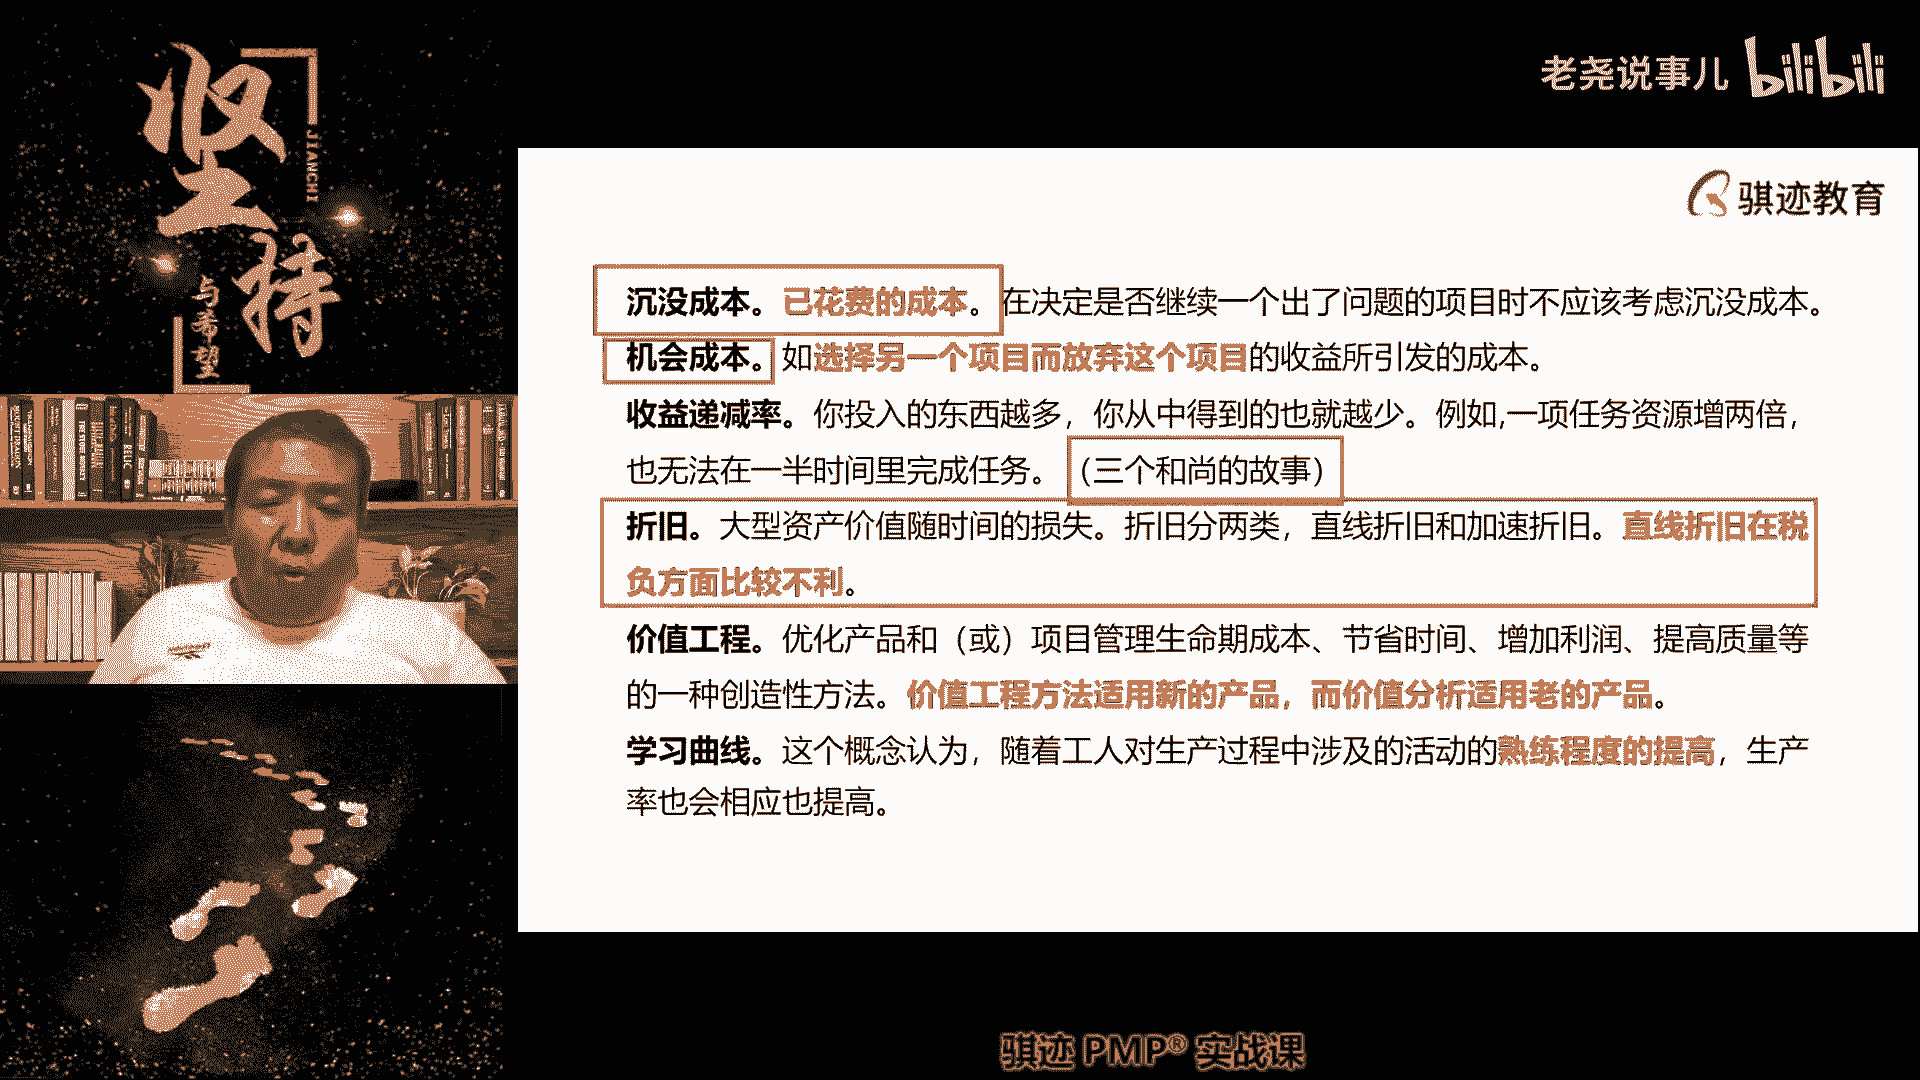 坚持
JIANCHI
与希望
老尧说事儿 bilibili
骐迹教育
沉没成本。已花费的成本。在决定是否继续一个出了问题的项目时不应该考虑沉没成本。
机会成本。如选择另一个项目而放弃这个项目的收益所引发的成本。
收益递减率。你投入的东西越多，你从中得到的也就越少。例如,一项任务资源增两倍，
也无法在一半时间里完成任务。（三个和尚的故事）
折旧。大型资产价值随时间的损失。折旧分两类，直线折旧和加速折旧。直线折旧在税
负方面比较不利。
价值工程。优化产品和（或）项目管理生命期成本、节省时间、增加利润、提高质量等
的一种创造性方法。价值工程方法适用新的产品，而价值分析适用老的产品。
学习曲线。这个概念认为，随着工人对生产过程中涉及的活动的熟练程度的提高，生产
率也会相应也提高。
RELIC
骐迹 PMP® 实战课